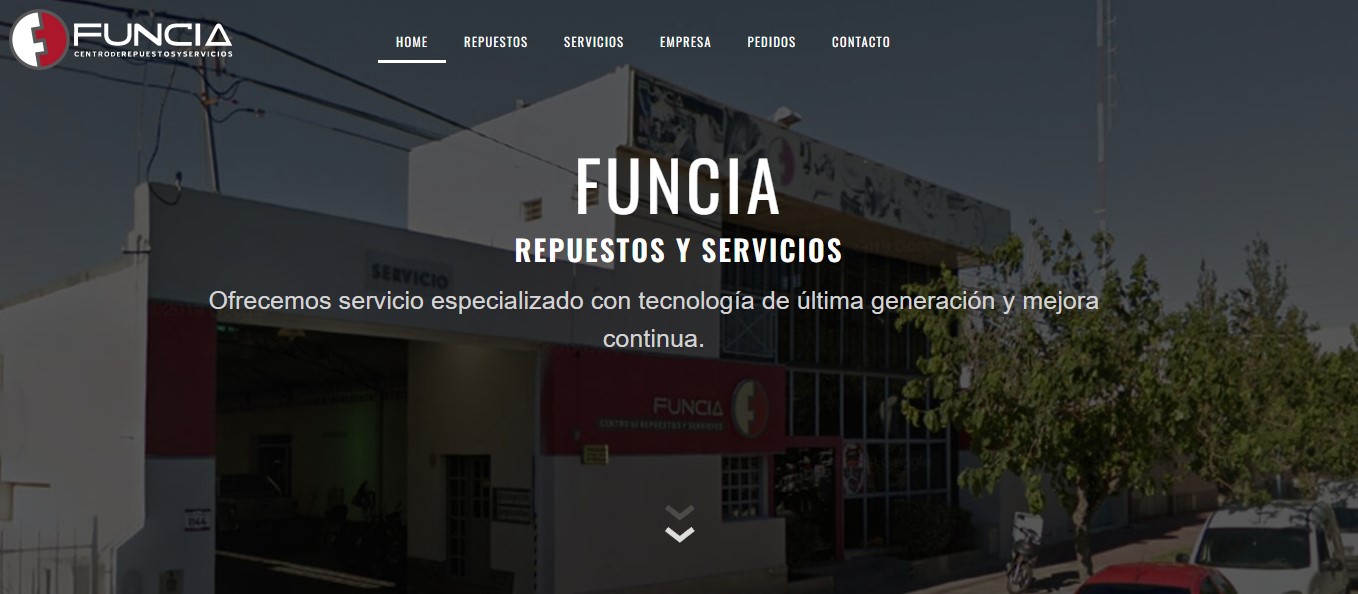 FUNCIA
CENTRODEREPUESTOSYSERVICIOS
HOME REPUESTOS SERVICIOS EMPRESA PEDIDOS CONTACTO
FUNCIA
REPUESTOS Y SERVICIOS
SERVICIO
Ofrecemos servicio especializado con tecnología de última generación y mejora
continua.
FUNCIA
CENTRO DE REPUESTOS Y SERVICIOS
1144